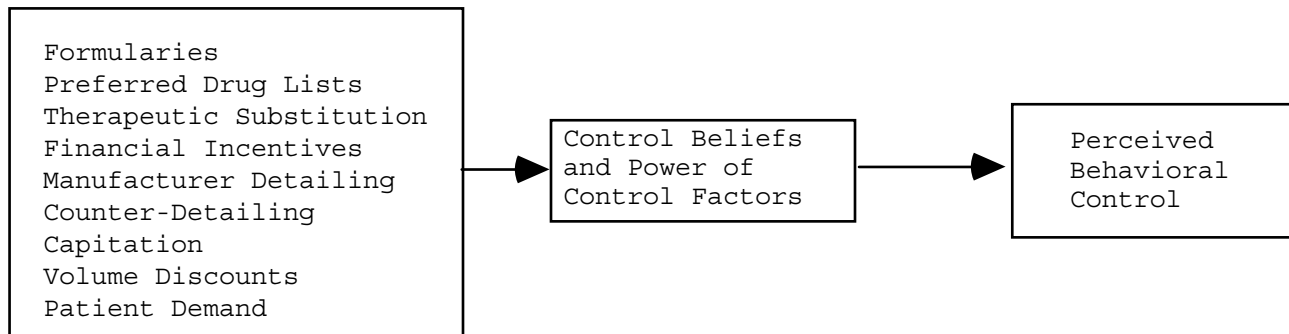 Formularies
Preferred Drug Lists
Therapeutic Substitution
Financial Incentives
Manufacturer Detailing
Counter-Detailing
Capitation
Volume Discounts
Patient Demand
Control Beliefs
and Power of
Control Factors
Perceived
Behavioral
Control